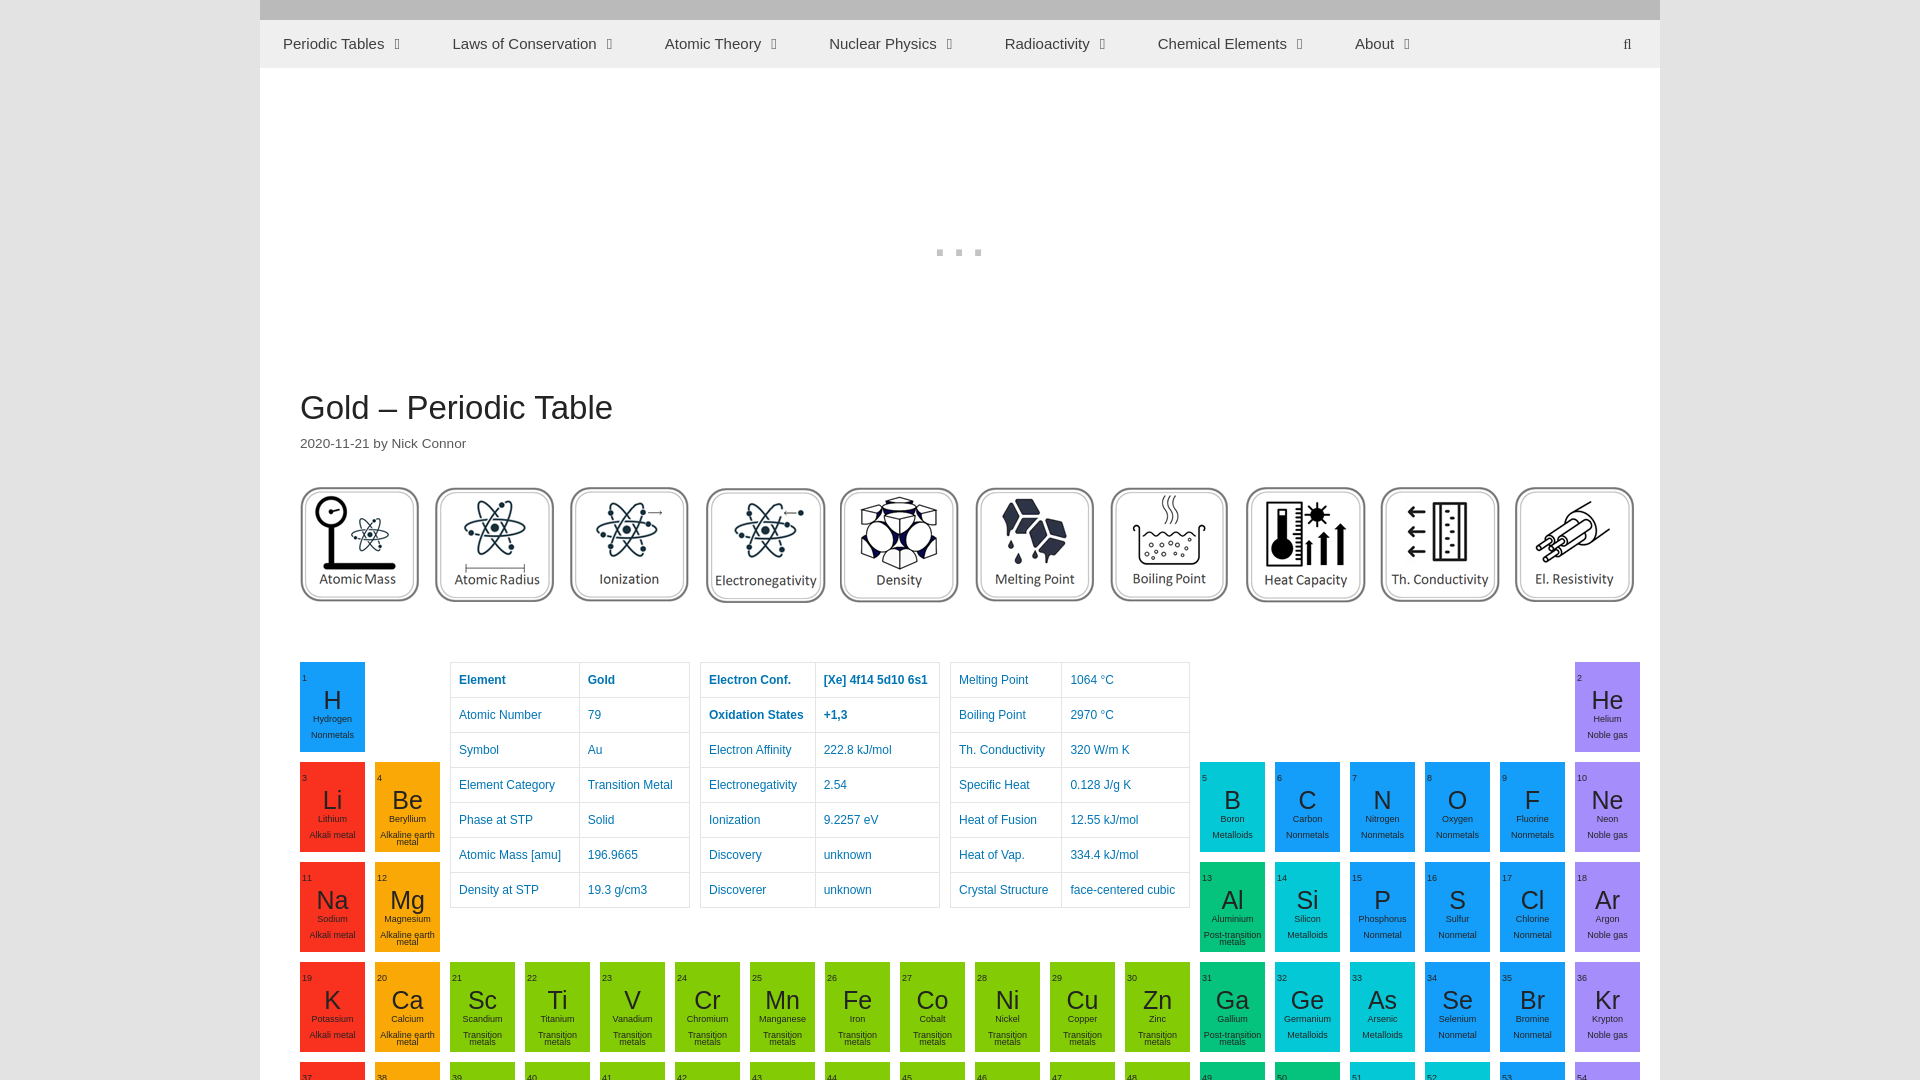 Periodic Tables
Laws of Conservation
Atomic Theory
Nuclear Physics
Radioactivity
Chemical Elements
About
...
Gold – Periodic Table
2020-11-21 by Nick Connor
Atomic Mass
Atomic Radius
Ionization
Electronegativity
Density
Melting Point
Boiling Point
Heat Capacity
Th. Conductivity
El. Resistivity
1
H
Hydrogen
Nonmetals
Element Gold
Atomic Number 79
Symbol Au
Element Category Transition Metal
Phase at STP Solid
Atomic Mass [amu] 196.9665
Density at STP 19.3 g/cm3
Electron Conf. [Xe] 4f14 5d10 6s1
Oxidation States +1,3
Electron Affinity 222.8 kJ/mol
Electronegativity 2.54
Ionization 9.2257 eV
Discovery unknown
Discoverer unknown
Melting Point 1064 °C
Boiling Point 2970 °C
Th. Conductivity 320 W/m K
Specific Heat 0.128 J/g K
Heat of Fusion 12.55 kJ/mol
Heat of Vap. 334.4 kJ/mol
Crystal Structure face-centered cubic
2
He
Helium
Noble gas
3
Li
Lithium
Alkali metal
4
Be
Beryllium
Alkaline earth
metal
5
B
Boron
Metalloids
6
C
Carbon
Nonmetals
7
N
Nitrogen
Nonmetals
8
O
Oxygen
Nonmetals
9
F
Fluorine
Nonmetals
10
Ne
Neon
Noble gas
11
Na
Sodium
Alkali metal
12
Mg
Magnesium
Alkaline earth
metal
13
Al
Aluminium
Post-transition
metals
14
Si
Silicon
Metalloids
15
P
Phosphorus
Nonmetal
16
S
Sulfur
Nonmetal
17
Cl
Chlorine
Nonmetal
18
Ar
Argon
Noble gas
19
K
Potassium
Alkali metal
20
Ca
Calcium
Alkaline earth
metal
21
Sc
Scandium
Transition
metals
22
Ti
Titanium
Transition
metals
23
V
Vanadium
Transition
metals
24
Cr
Chromium
Transition
metals
25
Mn
Manganese
Transition
metals
26
Fe
Iron
Transition
metals
27
Co
Cobalt
Transition
metals
28
Ni
Nickel
Transition
metals
29
Cu
Copper
Transition
metals
30
Zn
Zinc
Transition
metals
31
Ga
Gallium
Post-transition
metals
32
Ge
Germanium
Metalloids
33
As
Arsenic
Metalloids
34
Se
Selenium
Nonmetal
35
Br
Bromine
Nonmetal
36
Kr
Krypton
Noble gas
37
38
39
40
41
42
43
44
45
46
47
48
49
50
51
52
53
54